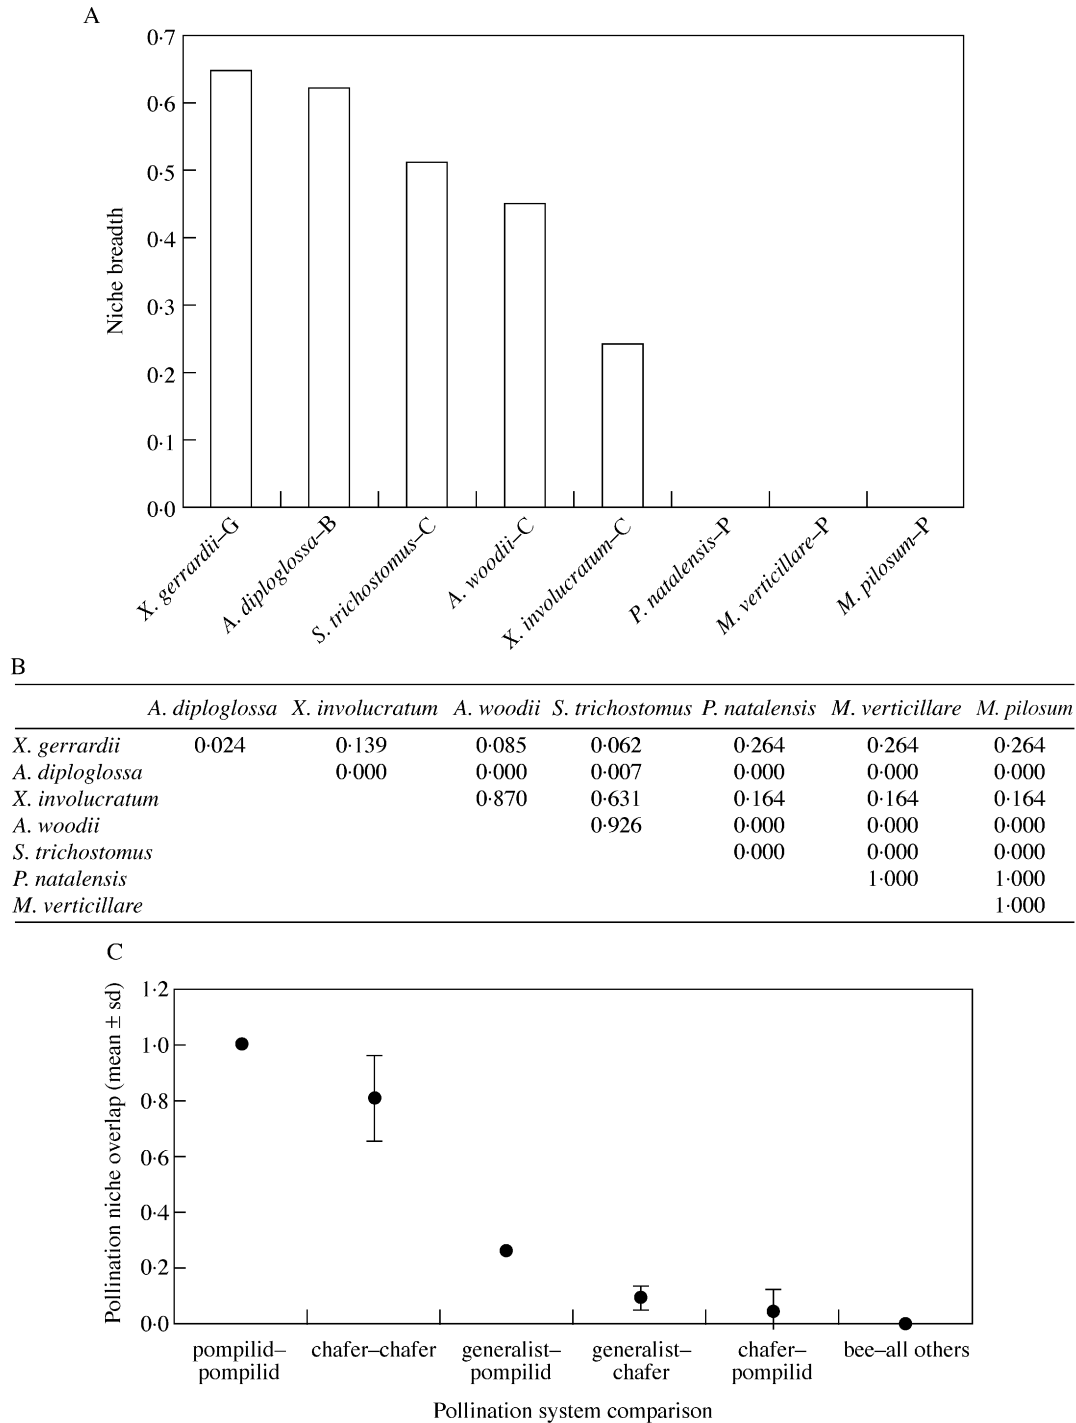 A
0·7
0·6
0·5
0·4
0·3
0·2
0·1
0·0
Niche breadth
X. gerrardii–G
A. diploglossa–B
S. trichostomus–C
A. woodii–C
X. involucratum–C
P. natalensis–P
M. verticillare–P
M. pilosum–P
B
A. diploglossa X. involucratum A. woodii S. trichostomus P. natalensis M. verticillare M. pilosum
X. gerrardii 0·024 0·139 0·085 0·062 0·264 0·264 0·264
A. diploglossa 0·000 0·000 0·007 0·000 0·000 0·000
X. involucratum 0·870 0·631 0·164 0·164 0·164
A. woodii 0·926 0·000 0·000 0·000
S. trichostomus 0·000 0·000 0·000
P. natalensis 1·000 1·000
M. verticillare 1·000
C
1·2
1·0
0·8
0·6
0·4
0·2
0·0
Pollination niche overlap (mean ± sd)
pompilid–
pompilid
chafer–chafer
generalist–
pompilid
generalist–
chafer
chafer–
pompilid
bee–all others
Pollination system comparison